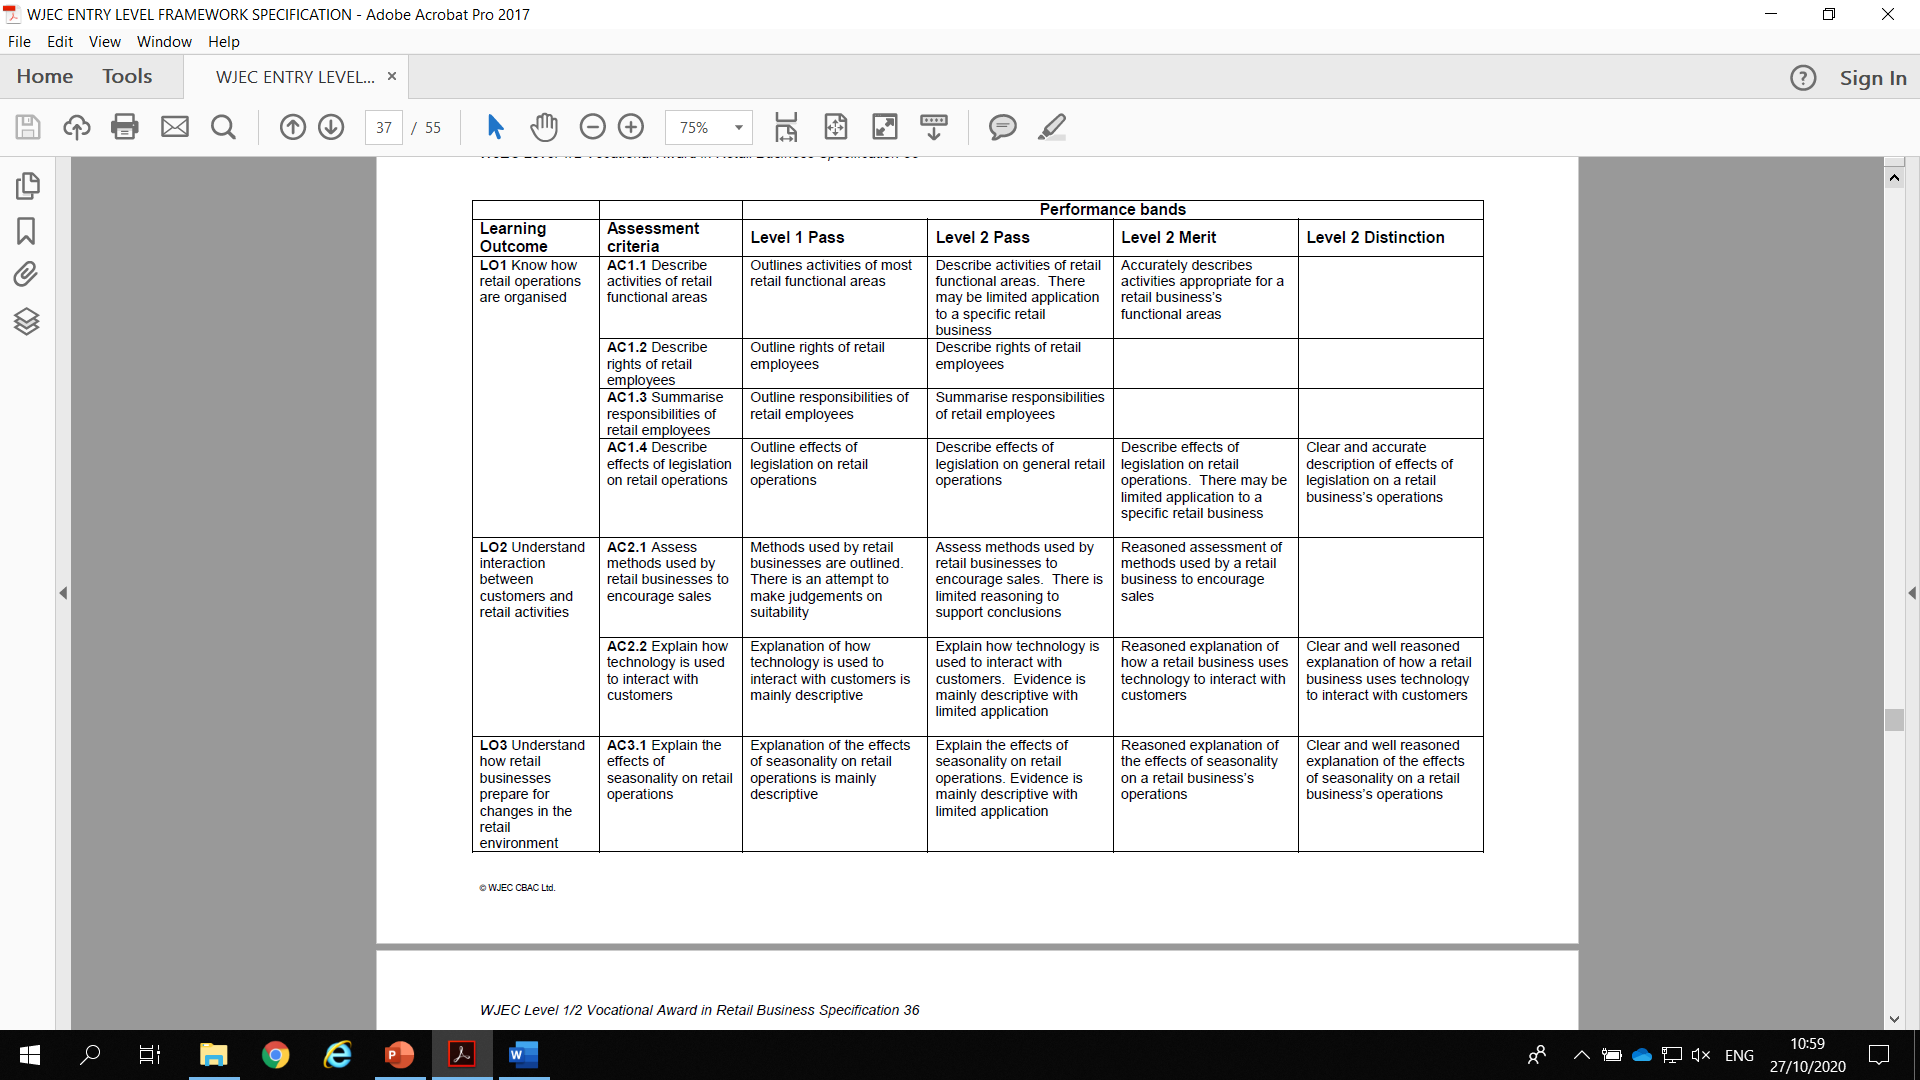 WJEC ENTRY LEVEL FRAMEWORK SPECIFICATION - Adobe Acrobat Pro 2017
File Edit View Window Help
Home Tools WJEC ENTRY LEVEL... × ? Sign In
37 / 55 75%
WJEC Level 1/2 Vocational Award in Retail Business Specification
Performance bands
Learning Outcome
Assessment criteria
Level 1 Pass
Level 2 Pass
Level 2 Merit
Level 2 Distinction
LO1 Know how
retail operations
are organised
AC1.1 Describe
activities of retail
functional areas
Outlines activities of most
retail functional areas
Describe activities of retail
functional areas. There
may be limited application
to a specific retail
business
Accurately describes
activities appropriate for a
retail business's
functional areas
AC1.2 Describe
rights of retail
employees
Outline rights of retail
employees
Describe rights of retail
employees
AC1.3 Summarise
responsibilities of
retail employees
Outline responsibilities of
retail employees
Summarise responsibilities
of retail employees
AC1.4 Describe
effects of legislation
on retail operations
Outline effects of
legislation on retail
operations
Describe effects of
legislation on general retail
operations
Describe effects of
legislation on retail
operations. There may be
limited application to a
specific retail business
Clear and accurate
description of effects of
legislation on a retail
business's operations
LO2 Understand
interaction
between
customers and
retail activities
AC2.1 Assess
methods used by
retail businesses to
encourage sales
Methods used by retail
businesses are outlined.
There is an attempt to
make judgements on
suitability
Assess methods used by
retail businesses to
encourage sales. There is
limited reasoning to
support conclusions
Reasoned assessment of
methods used by a retail
business to encourage
sales
AC2.2 Explain how
technology is used
to interact with
customers
Explanation of how
technology is used to
interact with customers is
mainly descriptive
Explain how technology is
used to interact with
customers. Evidence is
mainly descriptive with
limited application
Reasoned explanation of
how a retail business uses
technology to interact with
customers
Clear and well reasoned
explanation of how a retail
business uses technology
to interact with customers
LO3 Understand
how retail
businesses
prepare for
changes in the
retail
environment
AC3.1 Explain the
effects of
seasonality on retail
operations
Explanation of the effects
of seasonality on retail
operations is mainly
descriptive
Explain the effects of
seasonality on retail
operations. Evidence is
mainly descriptive with
limited application
Reasoned explanation of
the effects of seasonality
on a retail business's
operations
Clear and well reasoned
explanation of the effects
of seasonality on a retail
business's operations
© WJEC CBAC Ltd.
WJEC Level 1/2 Vocational Award in Retail Business Specification 36
ENG
10:59
27/10/2020